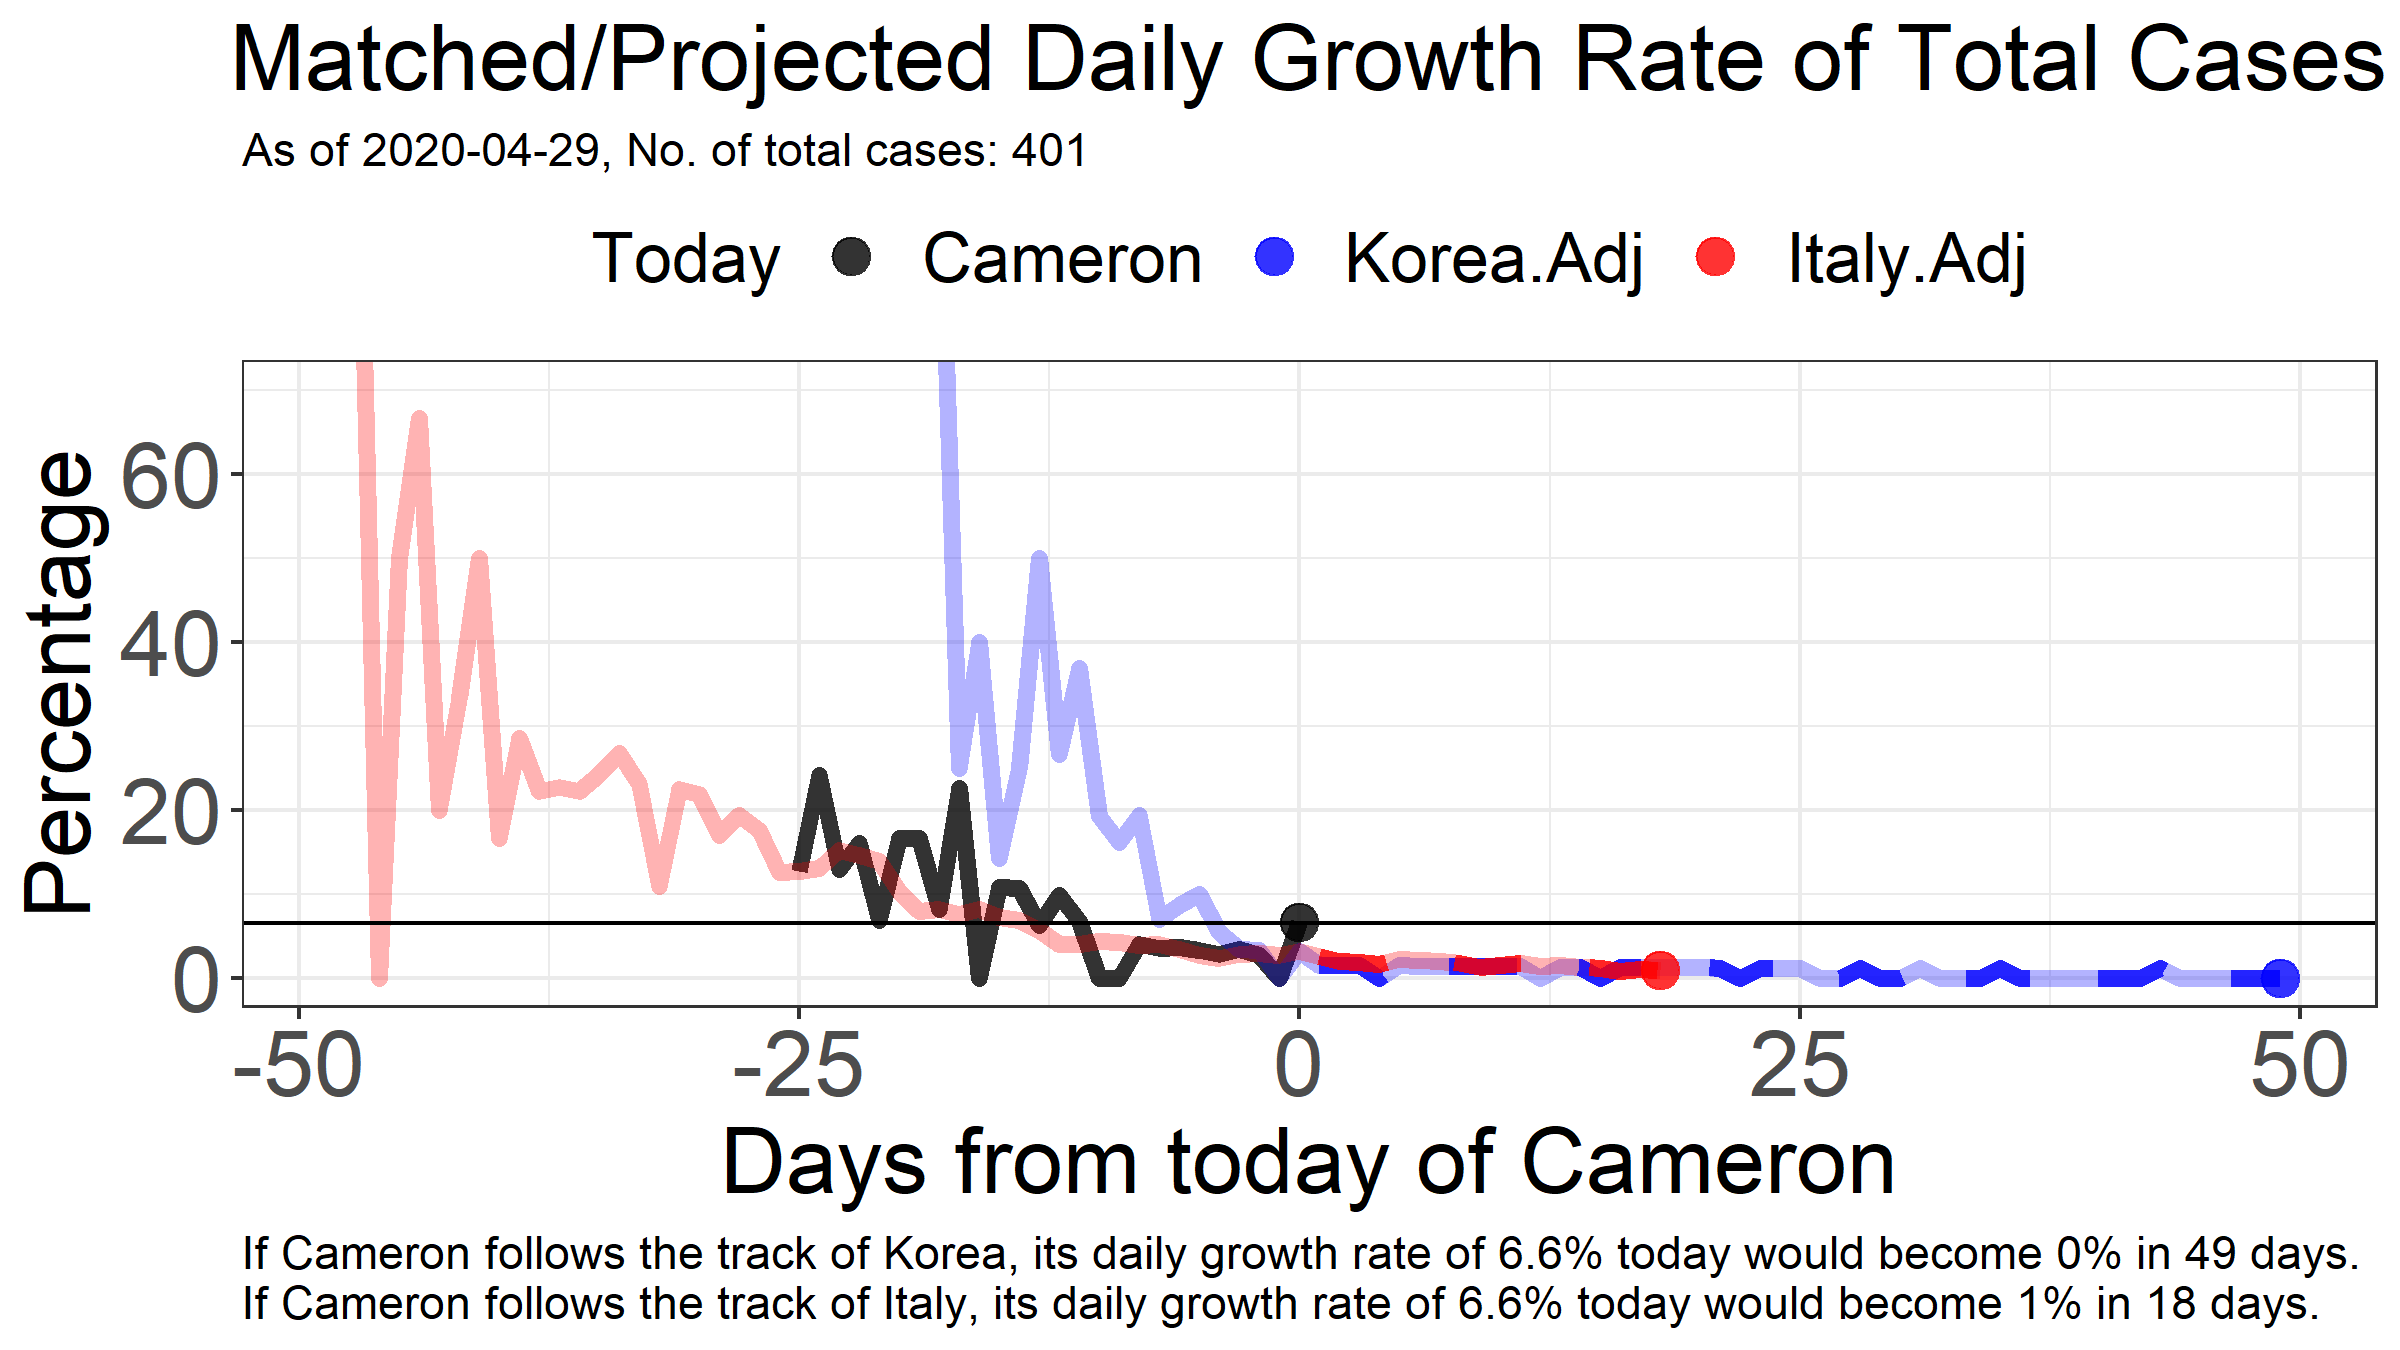 Matched/Projected Daily Growth Rate of Total Cases
As of 2020-04-29, No. of total cases: 401
Today Cameron Korea.Adj Italy.Adj
Percentage
60
40
20
0
-50 -25 0 25 50
Days from today of Cameron
If Cameron follows the track of Korea, its daily growth rate of 6.6% today would become 0% in 49 days.
If Cameron follows the track of Italy, its daily growth rate of 6.6% today would become 1% in 18 days.